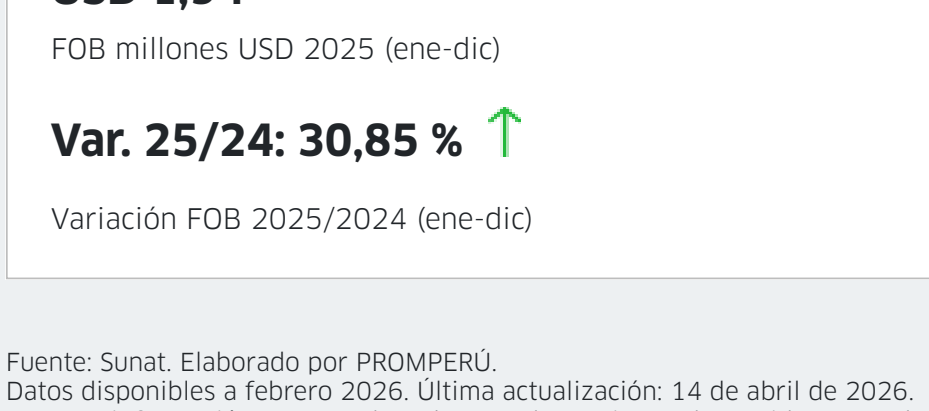 FOB millones USD 2025 (ene-dic)
Var. 25/24: 30,85 %
Variación FOB 2025/2024 (ene-dic)
Fuente: Sunat. Elaborado por PROMPERÚ.
Datos disponibles a febrero 2026. Última actualización: 14 de abril de 2026.